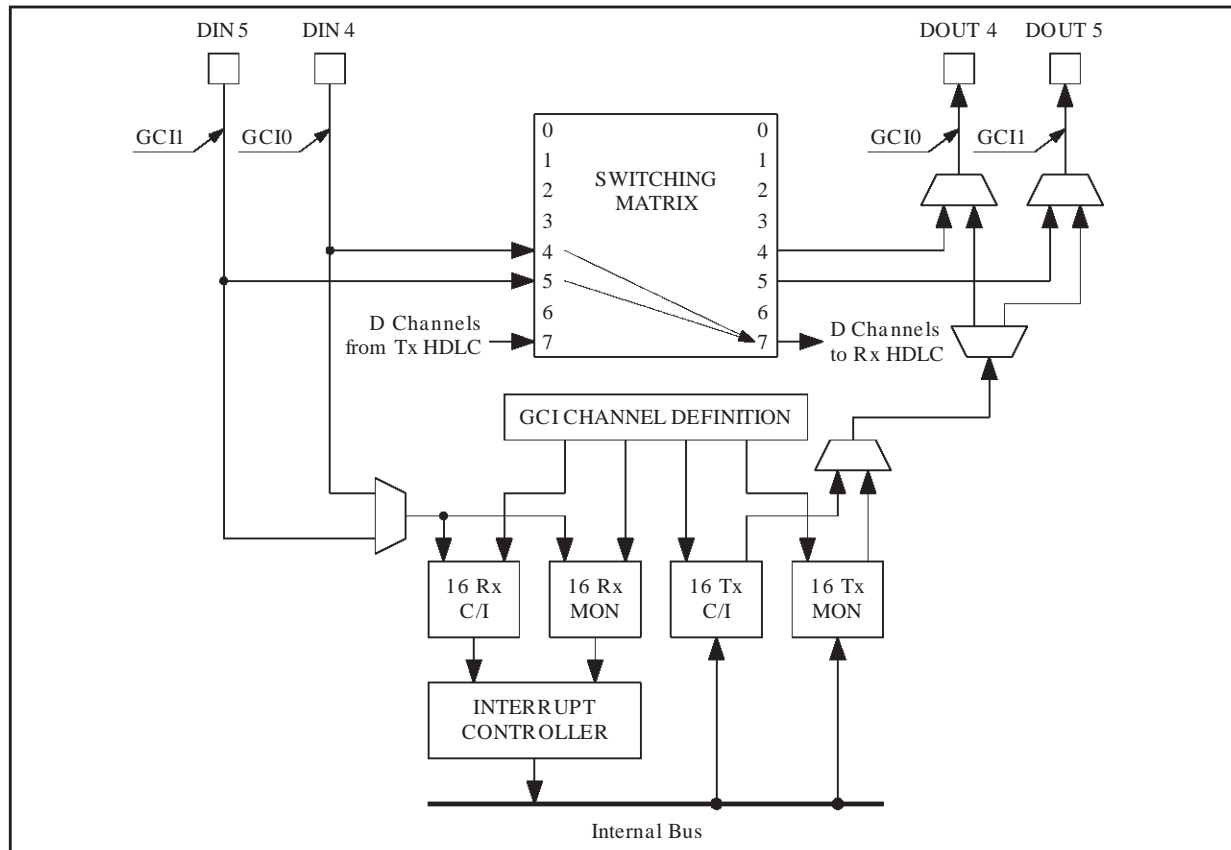 DIN 5
DIN 4
DOUT 4
DOUT 5
GCI1
GCI0
GCI0
GCI1
0
1
2
3
4
5
6
7
SWITCHING
MATRIX
0
1
2
3
4
5
6
7
D Channels
from Tx HDLC
D Channels
to Rx HDLC
GCI CHANNEL DEFINITION
16 Rx
C/I
16 Rx
MON
16 Tx
C/I
16 Tx
MON
INTERRUPT
CONTROLLER
Internal Bus